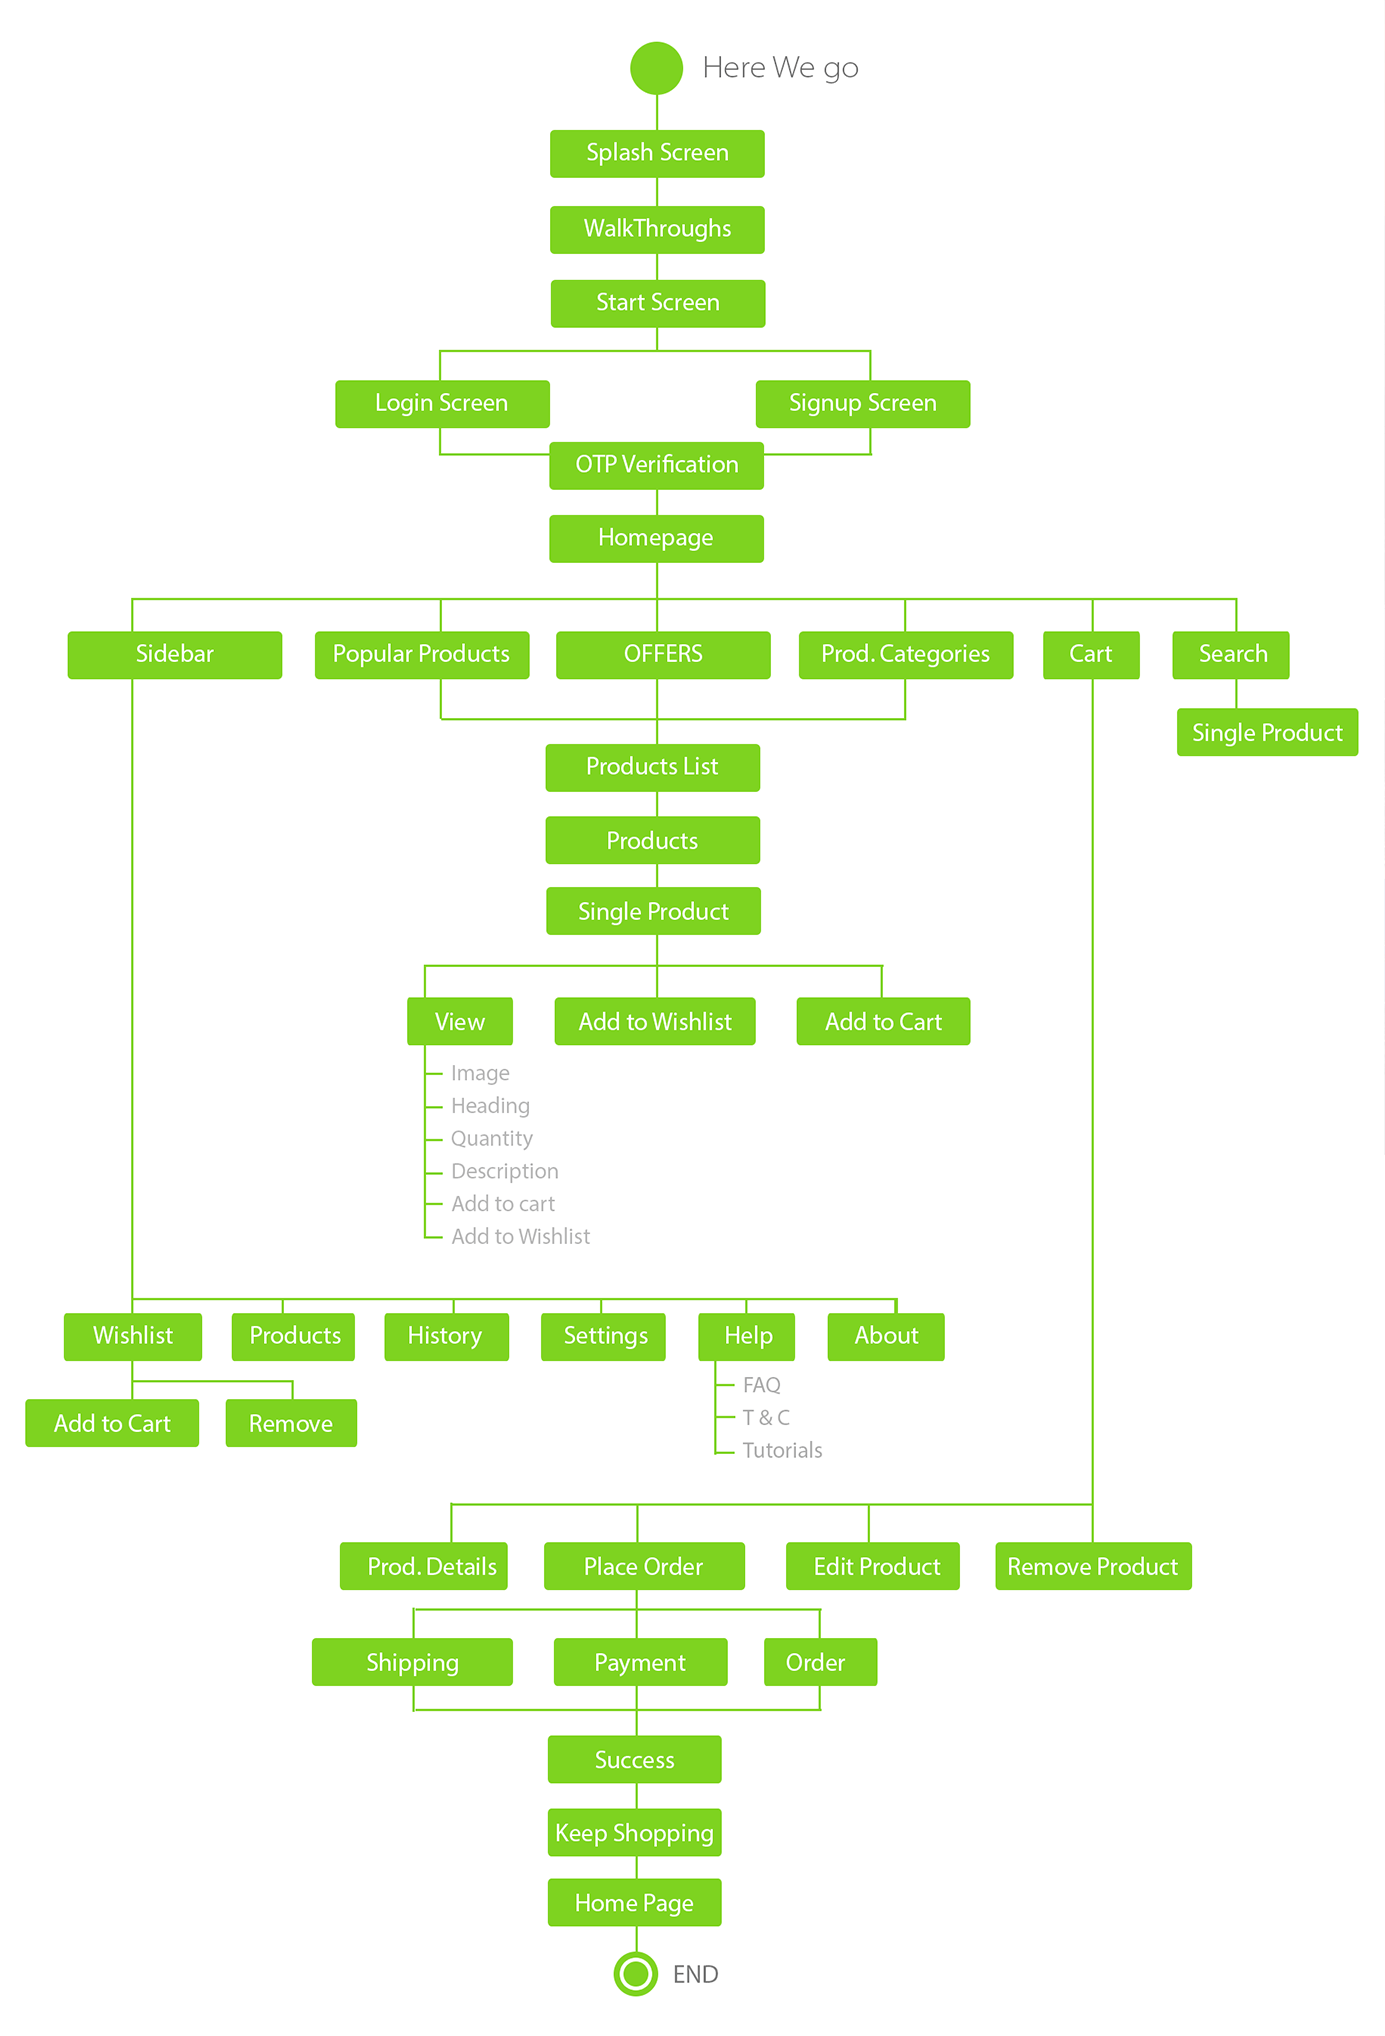 Here We go
Splash Screen
WalkThroughs
Start Screen
Login Screen
Signup Screen
OTP Verification
Homepage
Sidebar
Popular Products
OFFERS
Prod. Categories
Cart
Search
Single Product
Products List
Products
Single Product
View
Add to Wishlist
Add to Cart
Image
Heading
Quantity
Description
Add to cart
Add to Wishlist
Wishlist
Products
History
Settings
Help
About
FAQ
T & C
Tutorials
Add to Cart
Remove
Prod. Details
Place Order
Edit Product
Remove Product
Shipping
Payment
Order
Success
Keep Shopping
Home Page
END